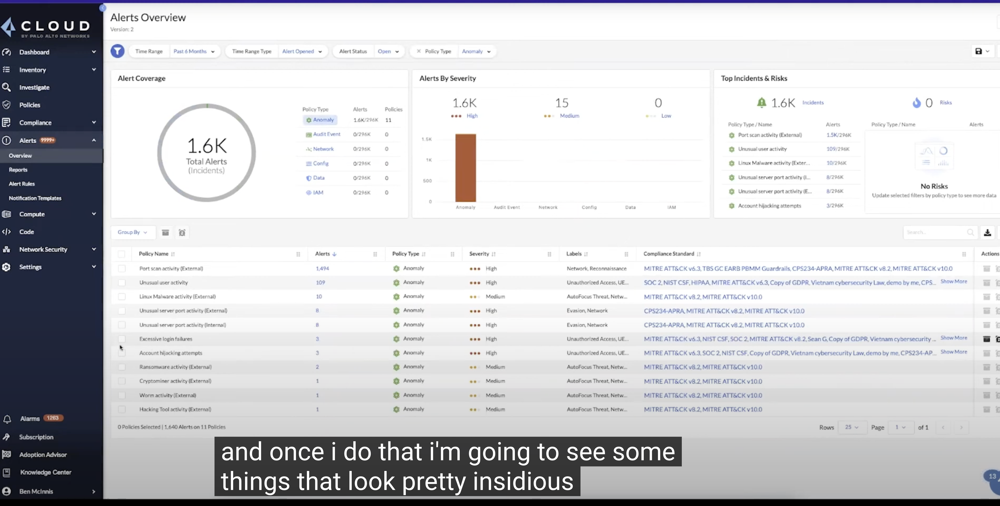 CLOUD
BY PALO ALTO NETWORKS
Dashboard
Inventory
Investigate
Policies
Compliance
Alerts 9999+
Overview
Reports
Alert Rules
Notification Templates
Compute
Code
Network Security
Settings
Alarms 1263
Subscription
Adoption Advisor
Knowledge Center
Ben McInnis
Alerts Overview
Version: 2
Time Range Past 6 Months Time Range Type Alert Opened Alert Status Open Policy Type Anomaly
Alert Coverage
1.6K
Total Alerts
(Incidents)
Policy Type Alerts Policies
Anomaly 1.6K/296K 11
Audit Event 0/296K 0
Network 0/296K 0
Config 0/296K 0
Data 0/296K 0
IAM 0/296K 0
Alerts By Severity
1.6K 15 0
High Medium Low
1.5K
1K
500
0
Anomaly Audit Event Network Config Data IAM
Top Incidents & Risks
1.6K Incidents 0 Risks
Policy Type / Name Alerts
Port scan activity (External) 1.5K/296K
Unusual user activity 109/296K
Linux Malware activity (Exter... 10/296K
Unusual server port activity (I... 8/296K
Unusual server port activity (E... 8/296K
Account hijacking attempts 3/296K
Policy Type / Name Alerts
No Risks
Update selected filters by policy type to see more data
Group By
Search...
Policy Name Alerts Policy Type Severity Labels Compliance Standard Actions
Port scan activity (External) 1,494 Anomaly High Network, Reconnaissance MITRE ATT&CK v6.3, TBS GC EARB PBMM Guardrails, CPS234-APRA, MITRE ATT&CK v8.2, MITRE ATT&CK v10.0
Unusual user activity 109 Anomaly High Unauthorized Access, UE... SOC 2, NIST CSF, HIPAA, MITRE ATT&CK v6.3, Copy of GDPR, Vietnam cybersecurity Law, demo by me, CPS... Show More
Linux Malware activity (External) 10 Anomaly Medium AutoFocus Threat, Netw... MITRE ATT&CK v8.2, MITRE ATT&CK v10.0
Unusual server port activity (External) 8 Anomaly High Evasion, Network CPS234-APRA, MITRE ATT&CK v8.2, MITRE ATT&CK v10.0
Unusual server port activity (Internal) 8 Anomaly High Evasion, Network CPS234-APRA, MITRE ATT&CK v8.2, MITRE ATT&CK v10.0
Excessive login failures 3 Anomaly High Unauthorized Access, UE... MITRE ATT&CK v6.3, NIST CSF, SOC 2, MITRE ATT&CK v8.2, Sean G, Copy of GDPR, Vietnam cybersecurity ... Show More
Account hijacking attempts 3 Anomaly High Unauthorized Access, UE... MITRE ATT&CK v6.3, SOC 2, NIST CSF, Copy of GDPR, Vietnam cybersecurity Law, demo by me, CPS234-AP... Show More
Ransomware activity (External) 2 Anomaly Medium AutoFocus Threat, Netw... MITRE ATT&CK v8.2, MITRE ATT&CK v10.0
Cryptominer activity (External) 1 Anomaly Medium AutoFocus Threat, Netw... MITRE ATT&CK v8.2, MITRE ATT&CK v10.0
Worm activity (External) 1 Anomaly Medium AutoFocus Threat, Netw... MITRE ATT&CK v8.2, MITRE ATT&CK v10.0
Hacking Tool activity (External) 1 Anomaly Medium AutoFocus Threat, Netw... MITRE ATT&CK v8.2, MITRE ATT&CK v10.0
0 Policies Selected | 1,640 Alerts on 11 Policies
Rows 25 Page 1 of 1
13
and once i do that i'm going to see some
things that look pretty insidious